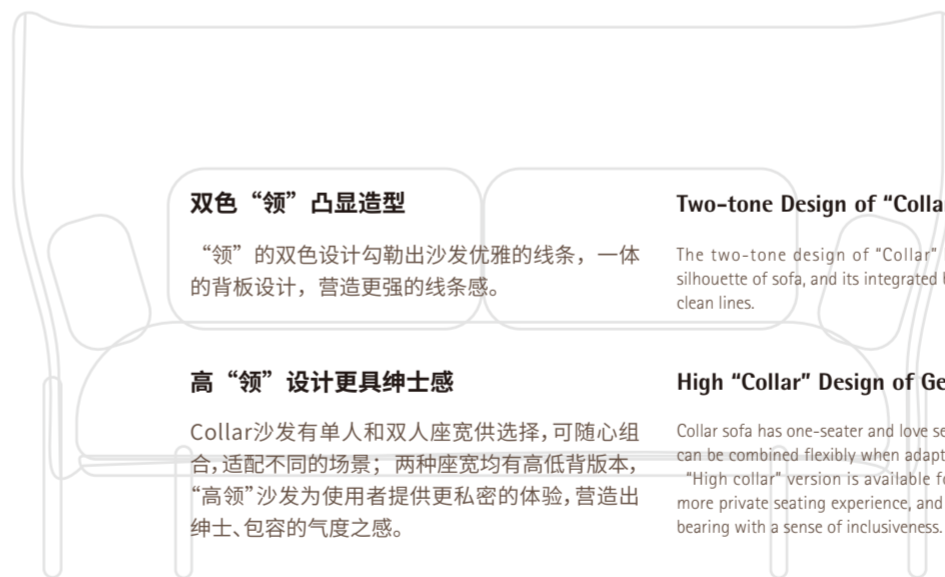 双色“领”凸显造型
“领”的双色设计勾勒出沙发优雅的线条，一体
的背板设计，营造更强的线条感。
高“领”设计更具绅士感
Collar沙发有单人和双人座宽供选择，可随心组
合，适配不同的场景；两种座宽均有高低背版本，
“高领”沙发为使用者提供更私密的体验，营造出
绅士、包容的气度之感。
Two-tone Design of “Colla
The two-tone design of “Collar”
silhouette of sofa, and its integrated
clean lines.
High “Collar” Design of Ge
Collar sofa has one-seater and love se
can be combined flexibly when adapt
“High collar” version is available fo
more private seating experience, and
bearing with a sense of inclusiveness.